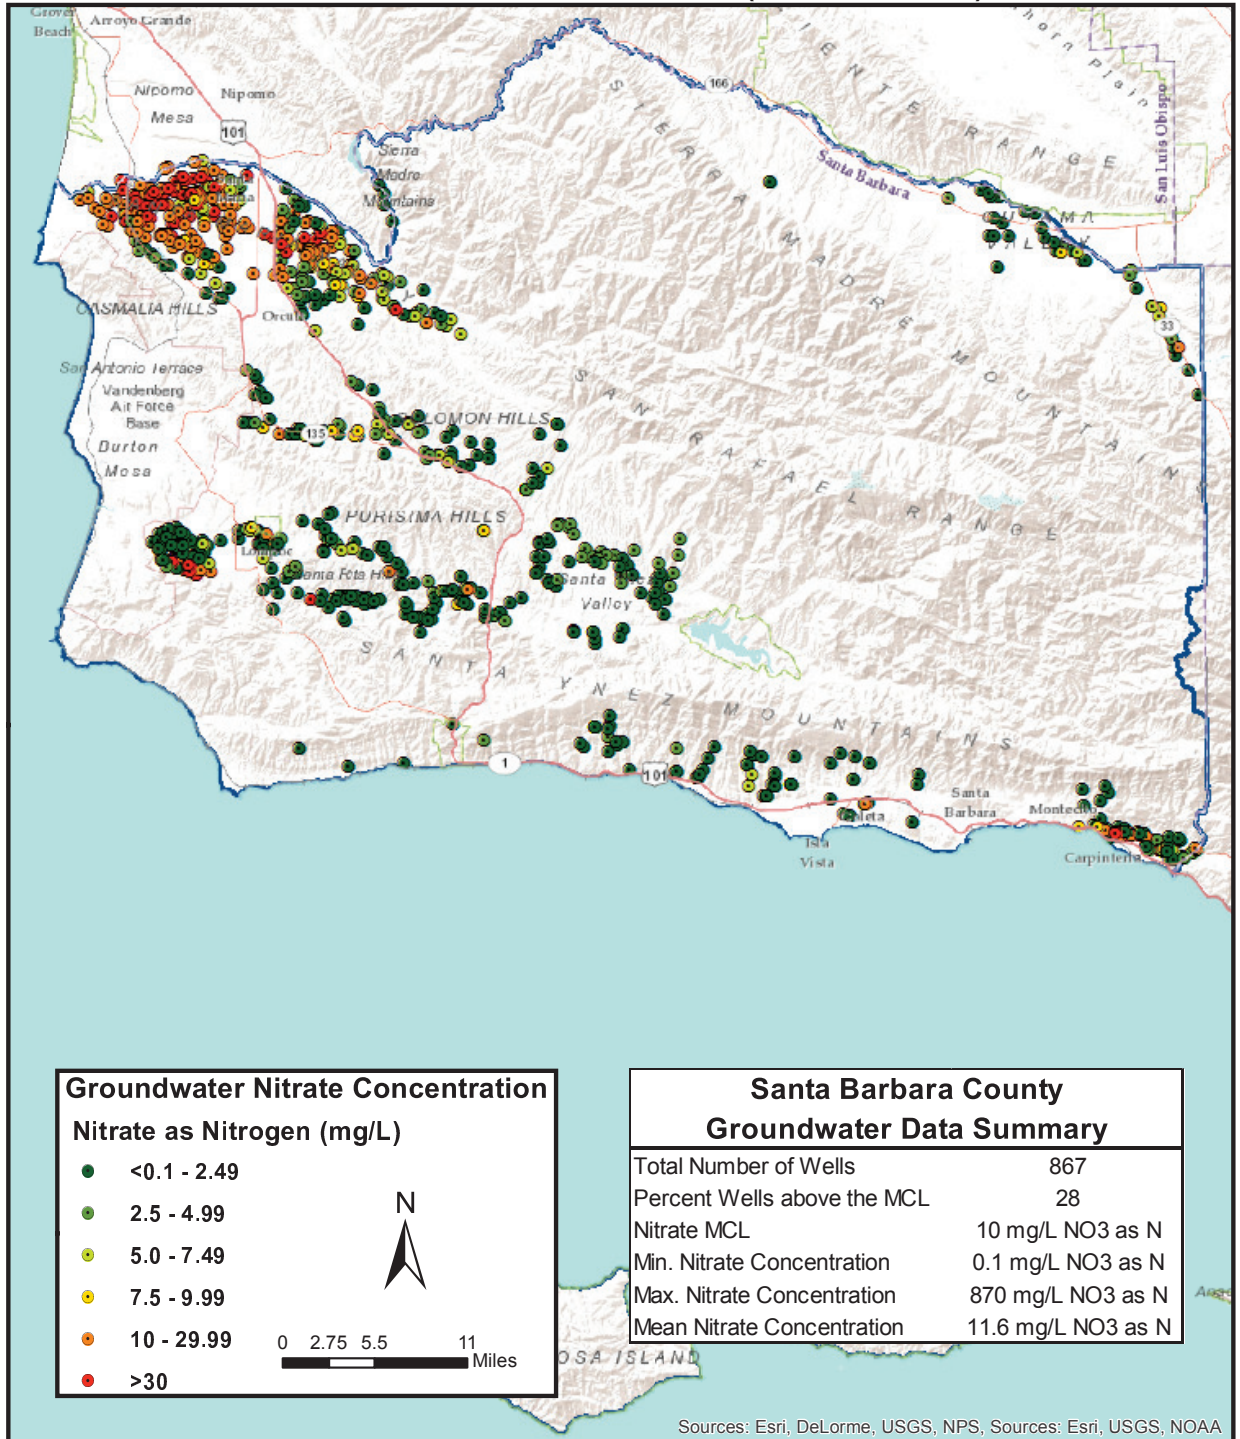 Grover
Beach
Arroyo Grande
Nipomo
Mesa
Nipomo
101
166
Sierra
Madre
Mountains
SIERRA MADRE MOUNTAINS
Santa Barbara
San Luis Obispo
VALLEY
33
CASMALIA HILLS
Orcutt
San Antonio Terrace
Vandenberg
Air Force
Base
Burton
Mesa
135
SOLOMON HILLS
SAN RAFAEL RANGE
PURISIMA HILLS
Lompoc
Santa Rita Hills
Santa Ynez
Valley
SANTA YNEZ MOUNTAINS
1
101
Goleta
Santa
Barbara
Montecito
Isla
Vista
Carpinteria
Groundwater Nitrate Concentration
Nitrate as Nitrogen (mg/L)
<0.1 - 2.49
2.5 - 4.99
5.0 - 7.49
7.5 - 9.99
10 - 29.99
>30
N
0 2.75 5.5 11
Miles
Santa Barbara County
Groundwater Data Summary
Total Number of Wells 867
Percent Wells above the MCL 28
Nitrate MCL 10 mg/L NO3 as N
Min. Nitrate Concentration 0.1 mg/L NO3 as N
Max. Nitrate Concentration 870 mg/L NO3 as N
Mean Nitrate Concentration 11.6 mg/L NO3 as N
OSA ISLAND
Sources: Esri, DeLorme, USGS, NPS, Sources: Esri, USGS, NOAA